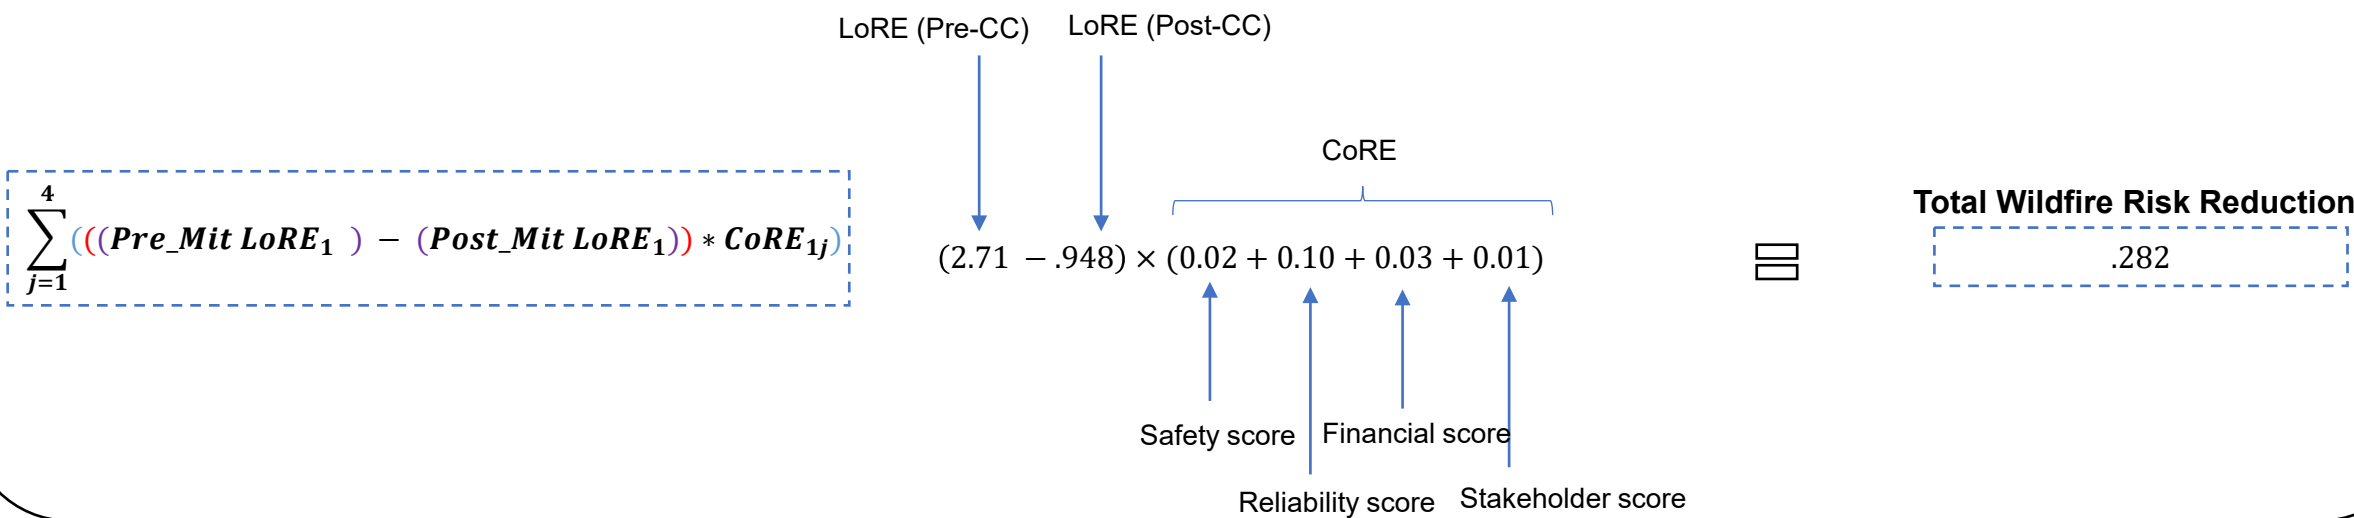 LoRE (Pre-CC)
LoRE (Post-CC)
CoRE
4
∑(((Pre_Mit LoRE₁ ) − (Post_Mit LoRE₁)) * CoRE₁ⱼ)
j=1
(2.71 − .948) × (0.02 + 0.10 + 0.03 + 0.01)
=
Total Wildfire Risk Reduction
.282
Safety score
Financial score
Reliability score
Stakeholder score